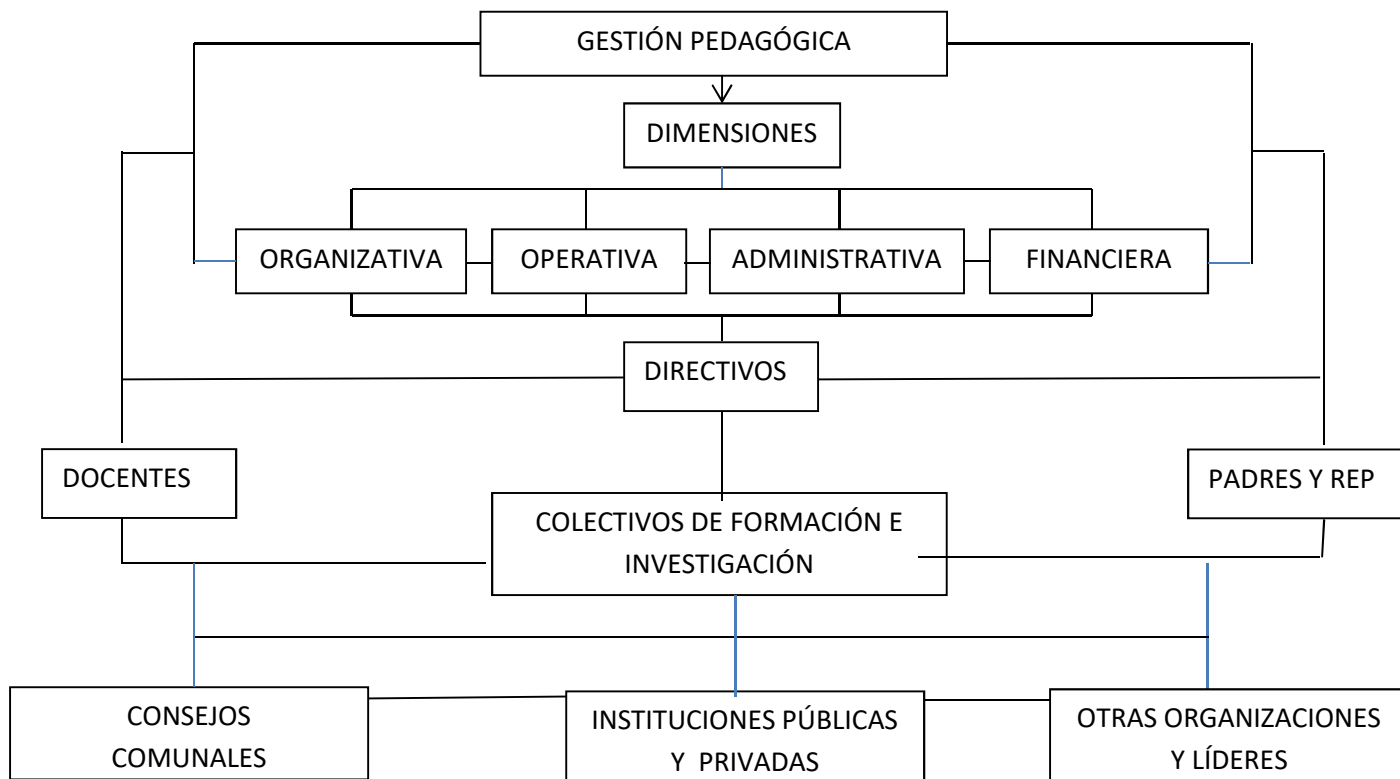 GESTIÓN PEDAGÓGICA
DIMENSIONES
ORGANIZATIVA
OPERATIVA
ADMINISTRATIVA
FINANCIERA
DIRECTIVOS
DOCENTES
PADRES Y REP
COLECTIVOS DE FORMACIÓN E
INVESTIGACIÓN
CONSEJOS
COMUNALES
INSTITUCIONES PÚBLICAS
Y PRIVADAS
OTRAS ORGANIZACIONES
Y LÍDERES